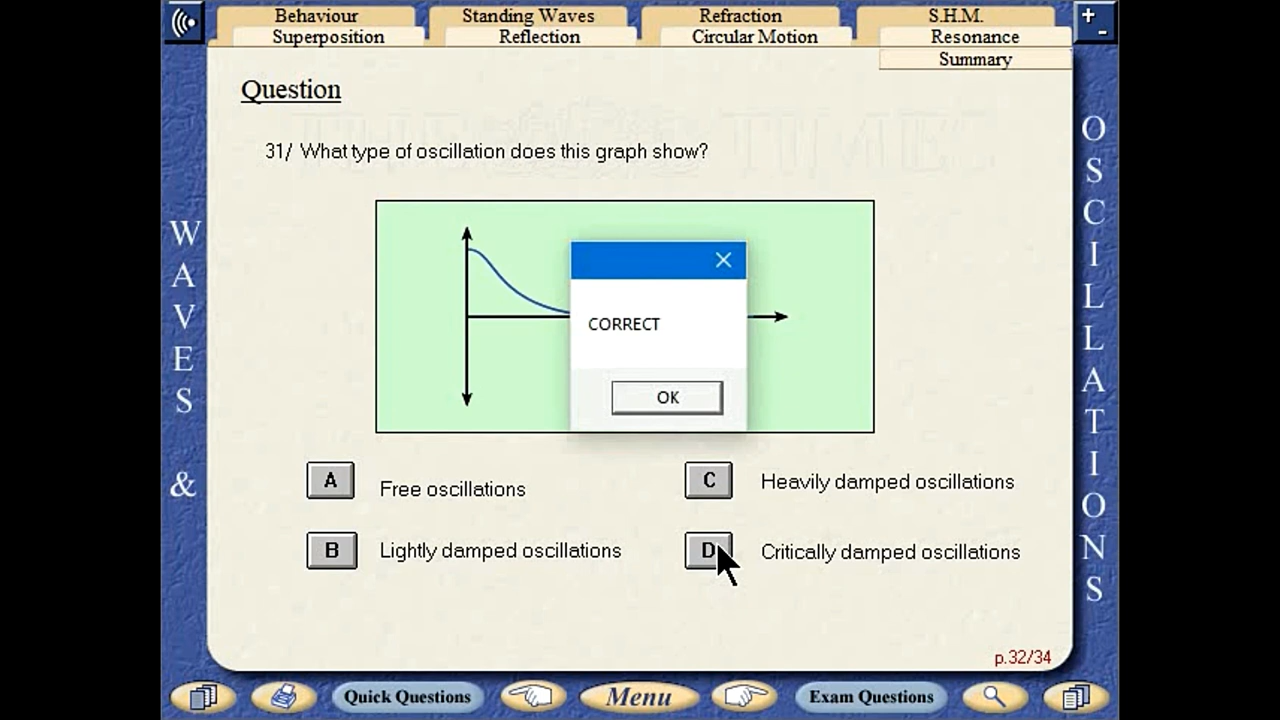 Behaviour
Standing Waves
Refraction
S.H.M.
Superposition
Reflection
Circular Motion
Resonance
Summary
+
-
Question
31/ What type of oscillation does this graph show?
CORRECT
OK
A Free oscillations
C Heavily damped oscillations
B Lightly damped oscillations
D Critically damped oscillations
WAVES &
OSCILLATIONS
p.32/34
Quick Questions
Menu
Exam Questions